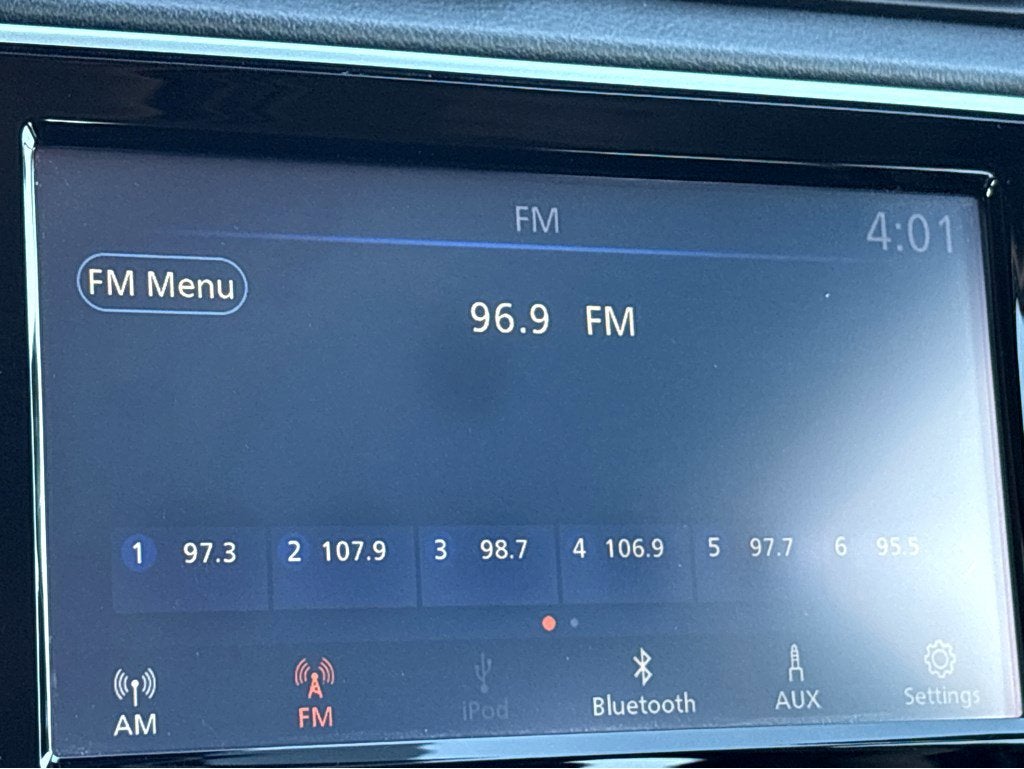 FM
4:01
FM Menu
96.9 FM
1 97.3 2 107.9 3 98.7 4 106.9 5 97.7 6 95.5
AM FM iPod Bluetooth AUX Settings